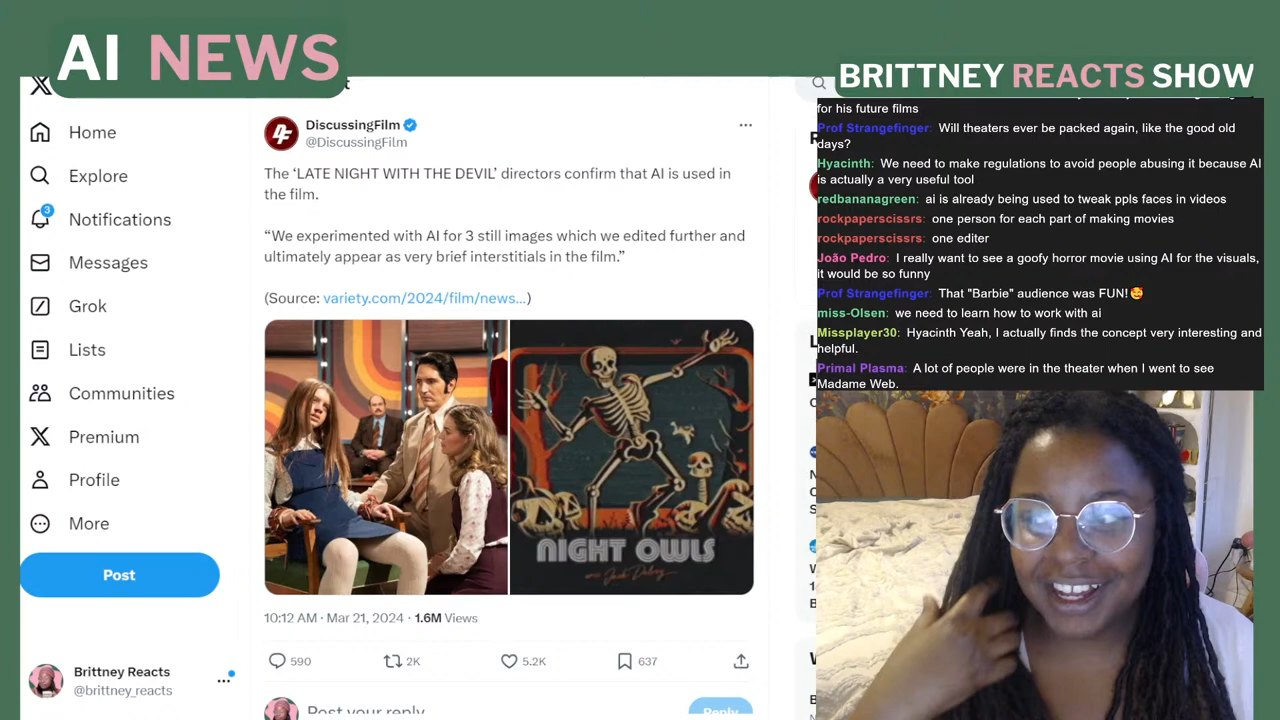 AI NEWS
BRITTNEY REACTS SHOW
Home
Explore
3
Notifications
Messages
Grok
Lists
Communities
Premium
Profile
More
Post
Brittney Reacts
@brittney_reacts
DiscussingFilm
@DiscussingFilm
The ‘LATE NIGHT WITH THE DEVIL’ directors confirm that AI is used in
the film.
“We experimented with AI for 3 still images which we edited further and
ultimately appear as very brief interstitials in the film.”
(Source: variety.com/2024/film/news...)
NIGHT OWLS
10:12 AM · Mar 21, 2024 · 1.6M Views
590
2K
5.2K
637
Post your reply
Reply
for his future films
Prof Strangefinger: Will theaters ever be packed again, like the good old
days?
Hyacinth: We need to make regulations to avoid people abusing it because AI
is actually a very useful tool
redbananagreen: ai is already being used to tweak ppls faces in videos
rockpaperscissrs: one person for each part of making movies
rockpaperscissrs: one editer
João Pedro: I really want to see a goofy horror movie using AI for the visuals,
it would be so funny
Prof Strangefinger: That "Barbie" audience was FUN!🥰
miss-Olsen: we need to learn how to work with ai
Missplayer30: Hyacinth Yeah, I actually finds the concept very interesting and
helpful.
Primal Plasma: A lot of people were in the theater when I went to see
Madame Web.